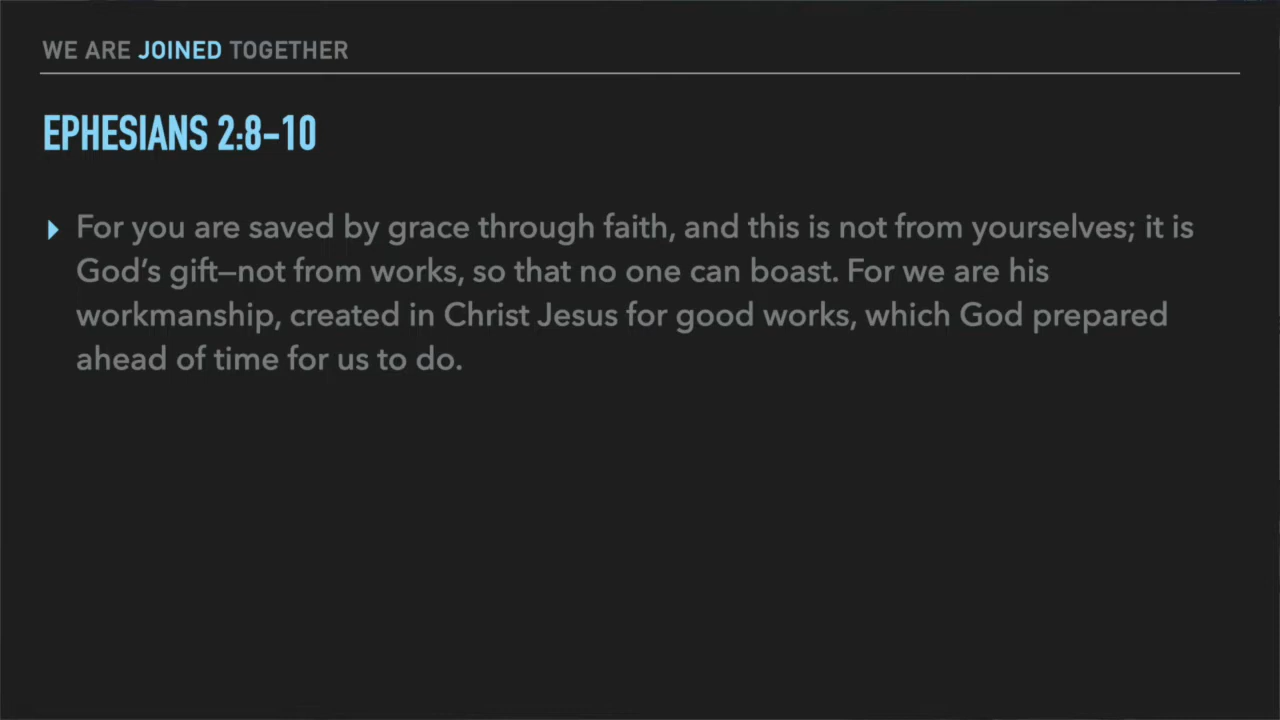 WE ARE JOINED TOGETHER
EPHESIANS 2:8–10
For you are saved by grace through faith, and this is not from yourselves; it is
God’s gift—not from works, so that no one can boast. For we are his
workmanship, created in Christ Jesus for good works, which God prepared
ahead of time for us to do.